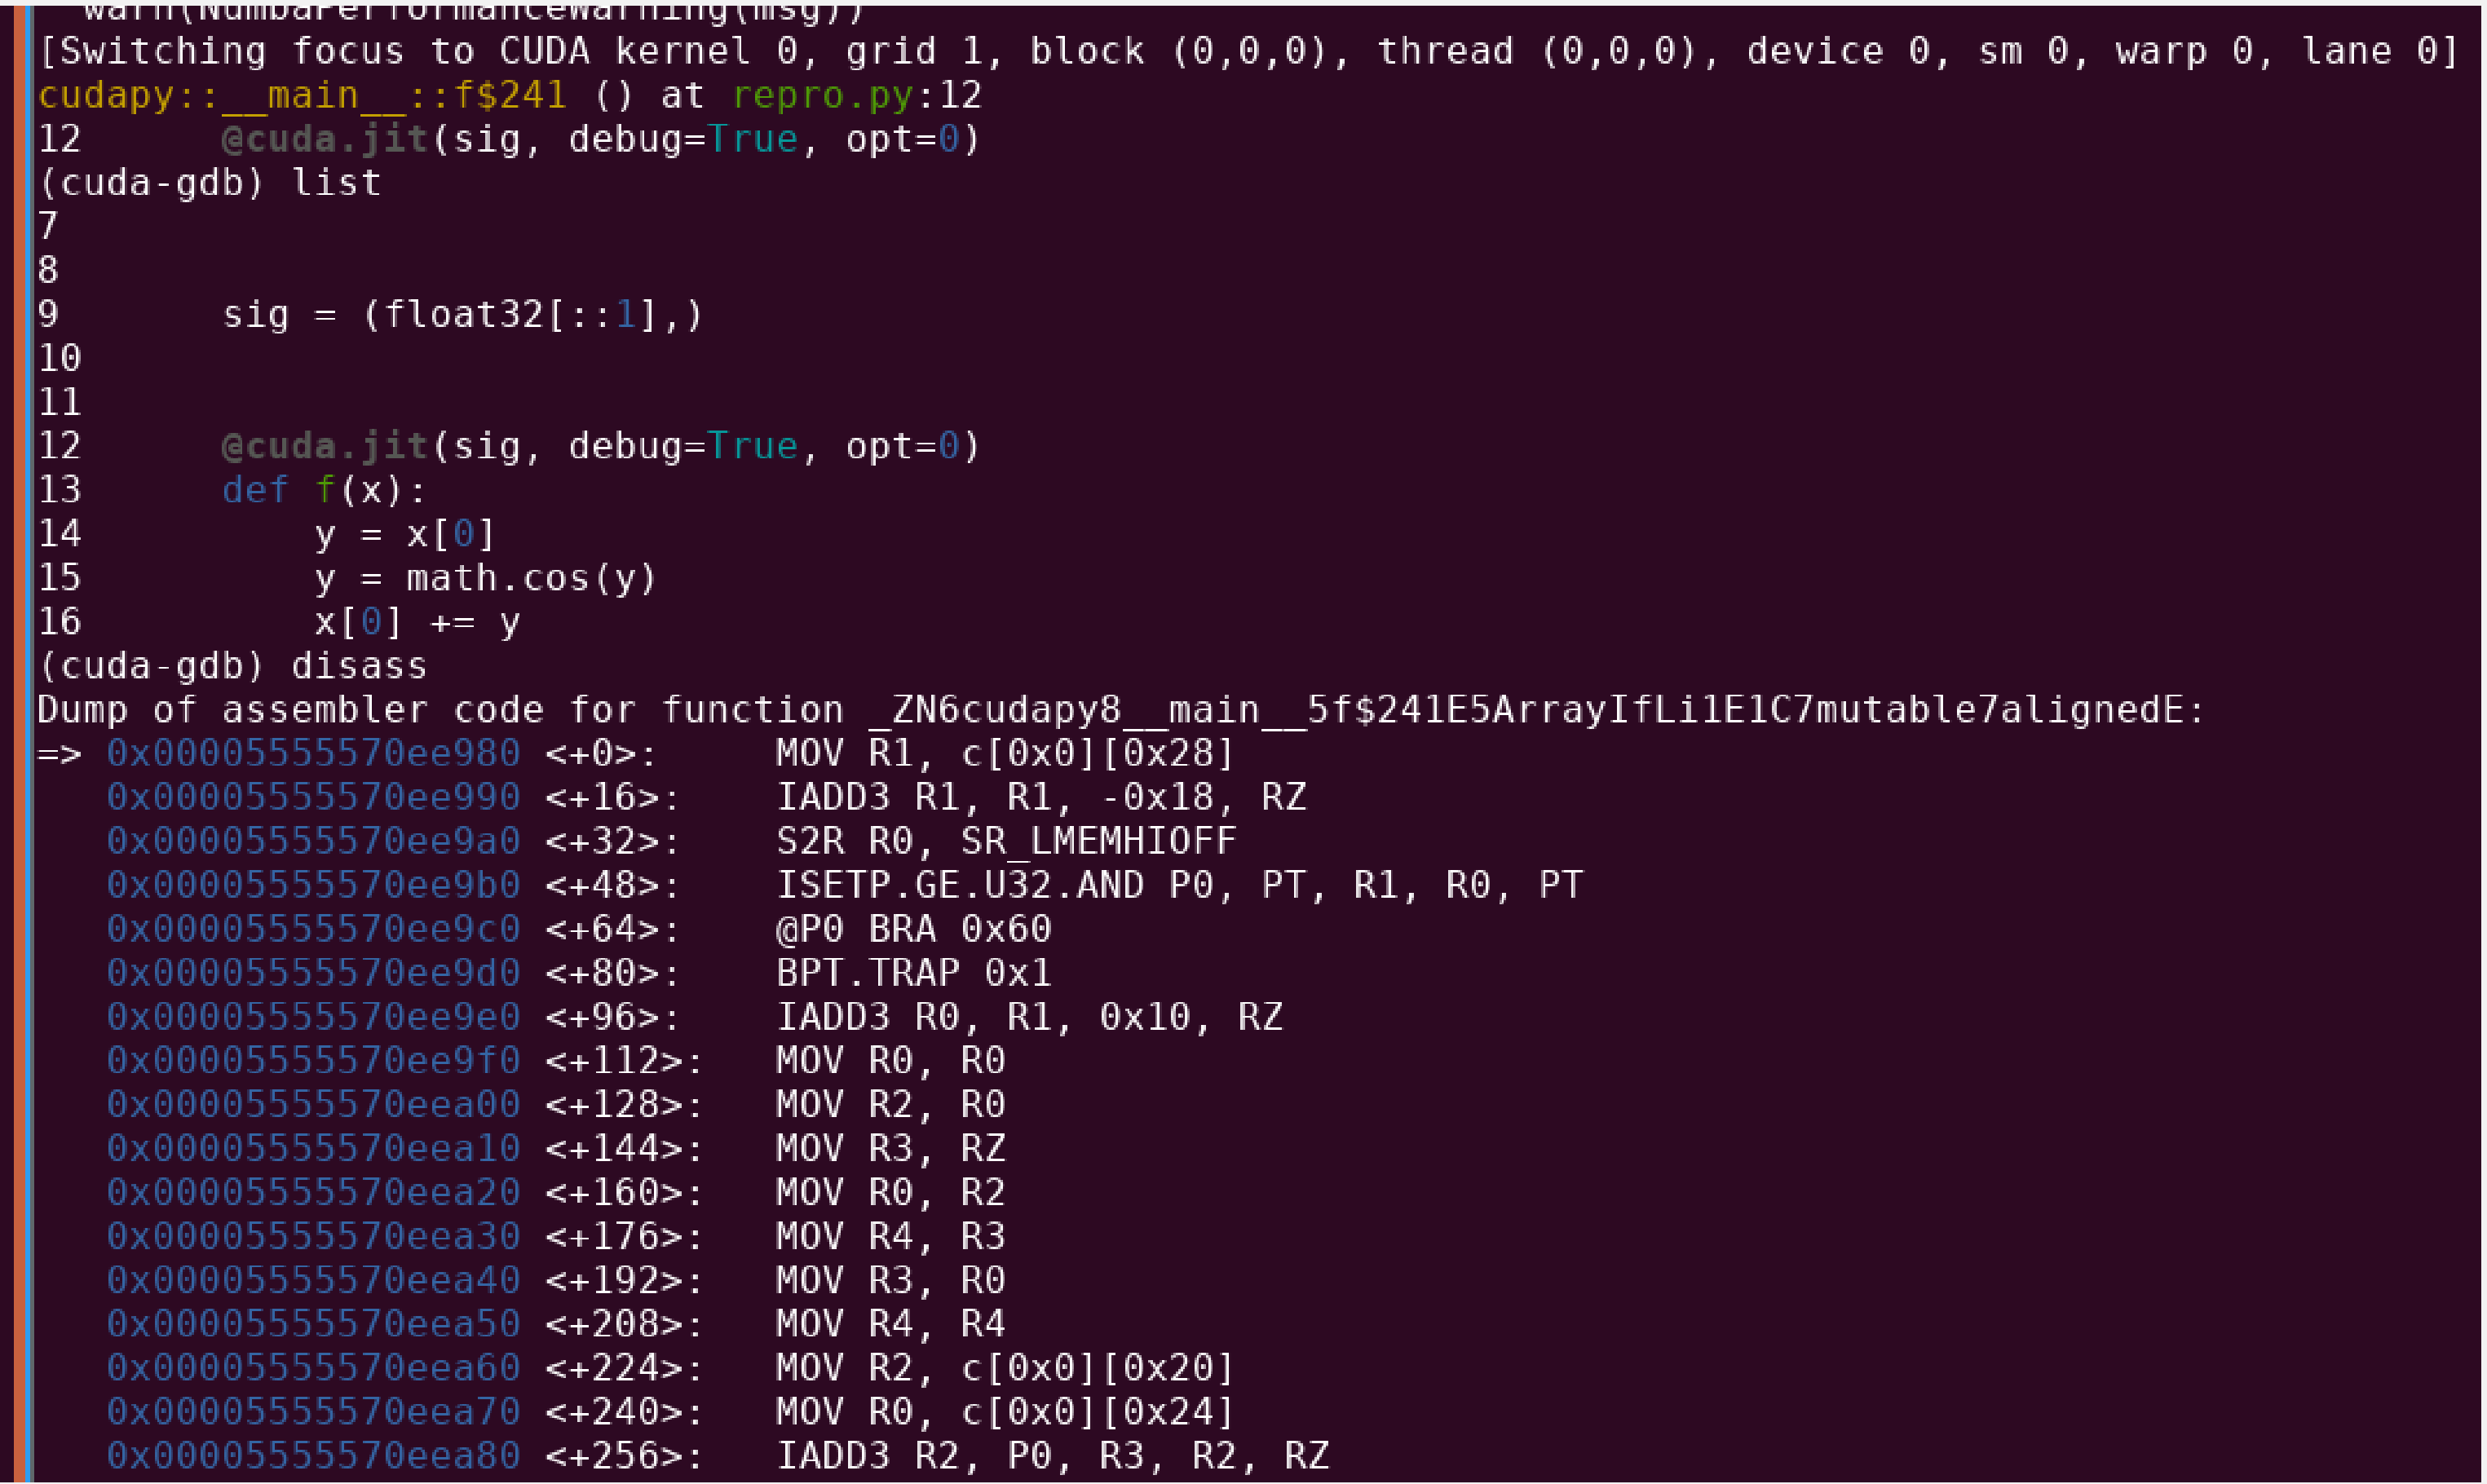 warn(NumbaPerformanceWarning(msg))
[Switching focus to CUDA kernel 0, grid 1, block (0,0,0), thread (0,0,0), device 0, sm 0, warp 0, lane 0]
cudapy::__main__::f$241 () at repro.py:12
12      @cuda.jit(sig, debug=True, opt=0)
(cuda-gdb) list
7
8
9       sig = (float32[::1],)
10
11
12      @cuda.jit(sig, debug=True, opt=0)
13      def f(x):
14          y = x[0]
15          y = math.cos(y)
16          x[0] += y
(cuda-gdb) disass
Dump of assembler code for function _ZN6cudapy8__main__5f$241E5ArrayIfLi1E1C7mutable7alignedE:
=> 0x00005555570ee980 <+0>:     MOV R1, c[0x0][0x28]
   0x00005555570ee990 <+16>:    IADD3 R1, R1, -0x18, RZ
   0x00005555570ee9a0 <+32>:    S2R R0, SR_LMEMHIOFF
   0x00005555570ee9b0 <+48>:    ISETP.GE.U32.AND P0, PT, R1, R0, PT
   0x00005555570ee9c0 <+64>:    @P0 BRA 0x60
   0x00005555570ee9d0 <+80>:    BPT.TRAP 0x1
   0x00005555570ee9e0 <+96>:    IADD3 R0, R1, 0x10, RZ
   0x00005555570ee9f0 <+112>:   MOV R0, R0
   0x00005555570eea00 <+128>:   MOV R2, R0
   0x00005555570eea10 <+144>:   MOV R3, RZ
   0x00005555570eea20 <+160>:   MOV R0, R2
   0x00005555570eea30 <+176>:   MOV R4, R3
   0x00005555570eea40 <+192>:   MOV R3, R0
   0x00005555570eea50 <+208>:   MOV R4, R4
   0x00005555570eea60 <+224>:   MOV R2, c[0x0][0x20]
   0x00005555570eea70 <+240>:   MOV R0, c[0x0][0x24]
   0x00005555570eea80 <+256>:   IADD3 R2, P0, R3, R2, RZ